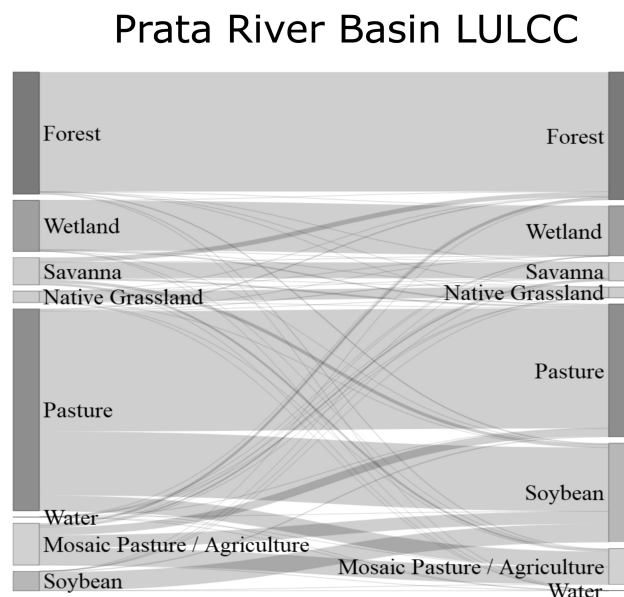 Prata River Basin LULCC
Forest
Forest
Wetland
Wetland
Savanna
Savanna
Native Grassland
Native Grassland
Pasture
Pasture
Soybean
Water
Mosaic Pasture / Agriculture
Mosaic Pasture / Agriculture
Soybean
Water